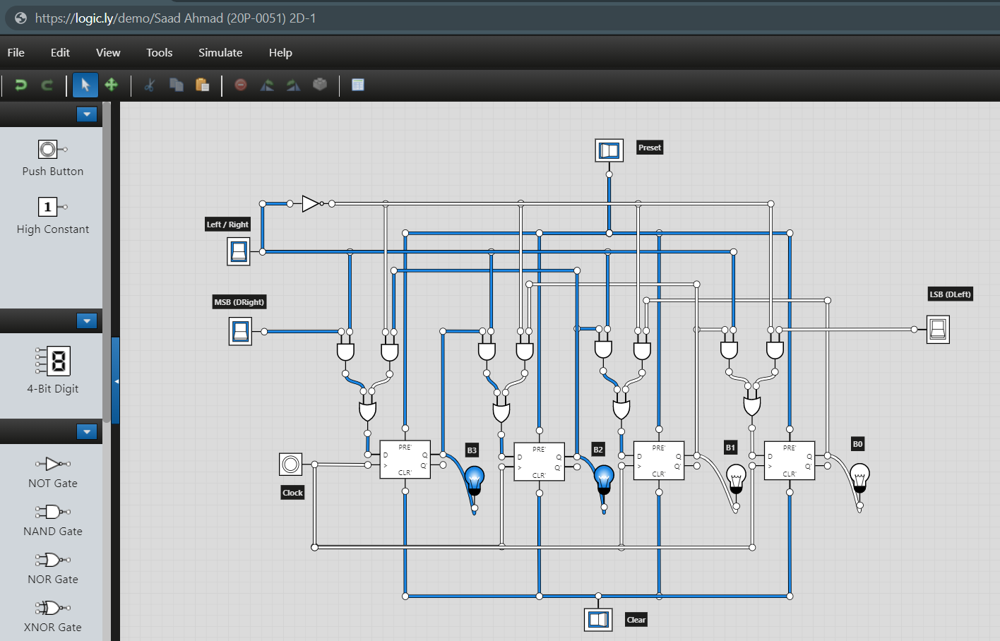 https://logic.ly/demo/Saad Ahmad (20P-0051) 2D-1
File Edit View Tools Simulate Help
Push Button
1
High Constant
8
4-Bit Digit
NOT Gate
NAND Gate
NOR Gate
XNOR Gate
Preset
Left / Right
MSB (DRight)
LSB (DLeft)
PRE'
D Q
> Q'
CLR'
B3
PRE'
D Q
> Q'
CLR'
B2
PRE'
D Q
> Q'
CLR'
B1
PRE'
D Q
> Q'
CLR'
B0
Clock
Clear